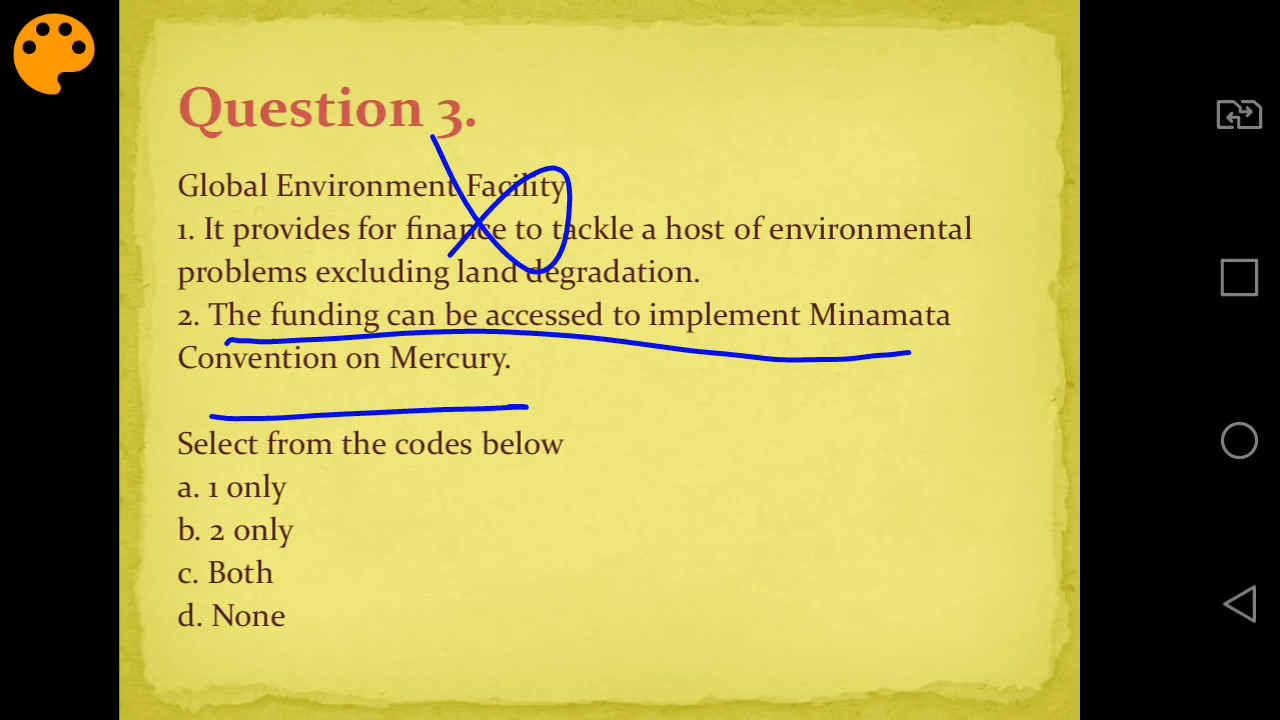 Question 3.
Global Environment Facility
1. It provides for finance to tackle a host of environmental
problems excluding land degradation.
2. The funding can be accessed to implement Minamata
Convention on Mercury.
Select from the codes below
a. 1 only
b. 2 only
c. Both
d. None